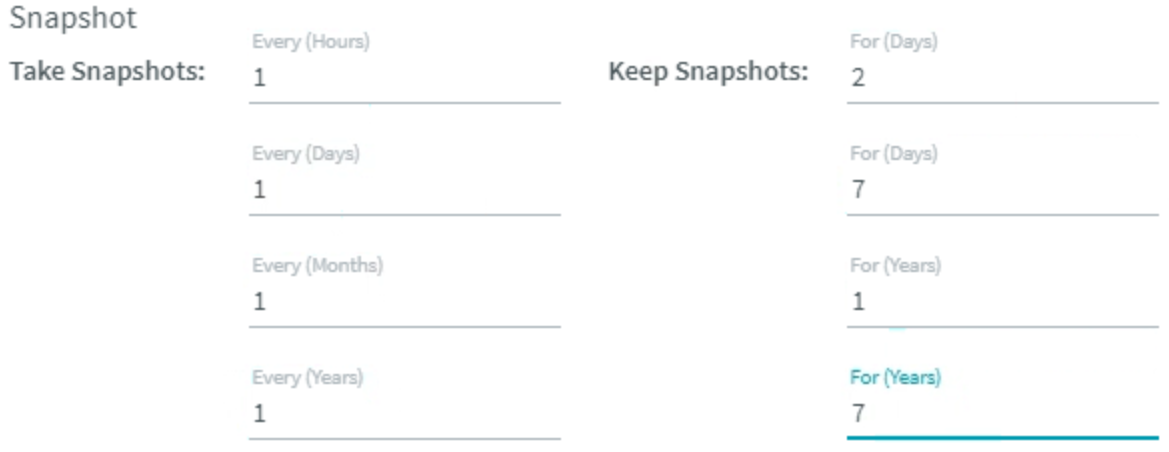 Snapshot
Every (Hours) For (Days)
Take Snapshots: 1 Keep Snapshots: 2
Every (Days) For (Days)
1 7
Every (Months) For (Years)
1 1
Every (Years) For (Years)
1 7